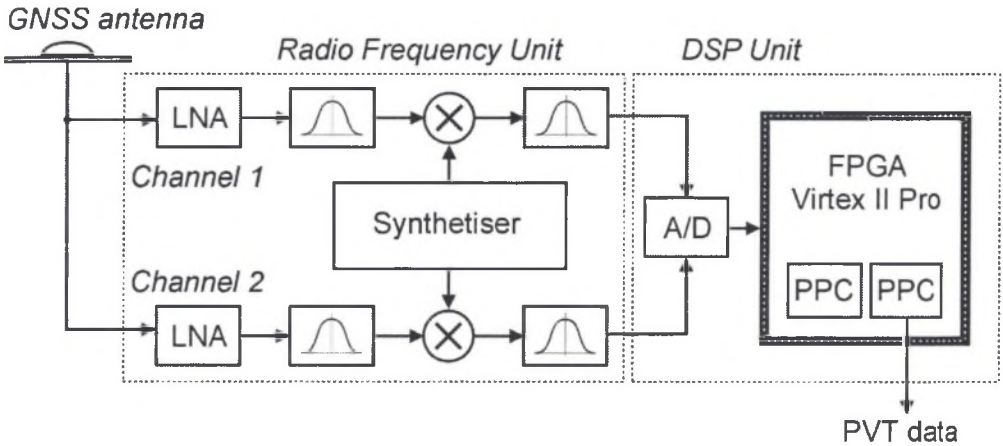 GNSS antenna
Radio Frequency Unit
DSP Unit
LNA
Channel 1
Synthetiser
A/D
FPGA
Virtex II Pro
PPC
PPC
Channel 2
LNA
PVT data